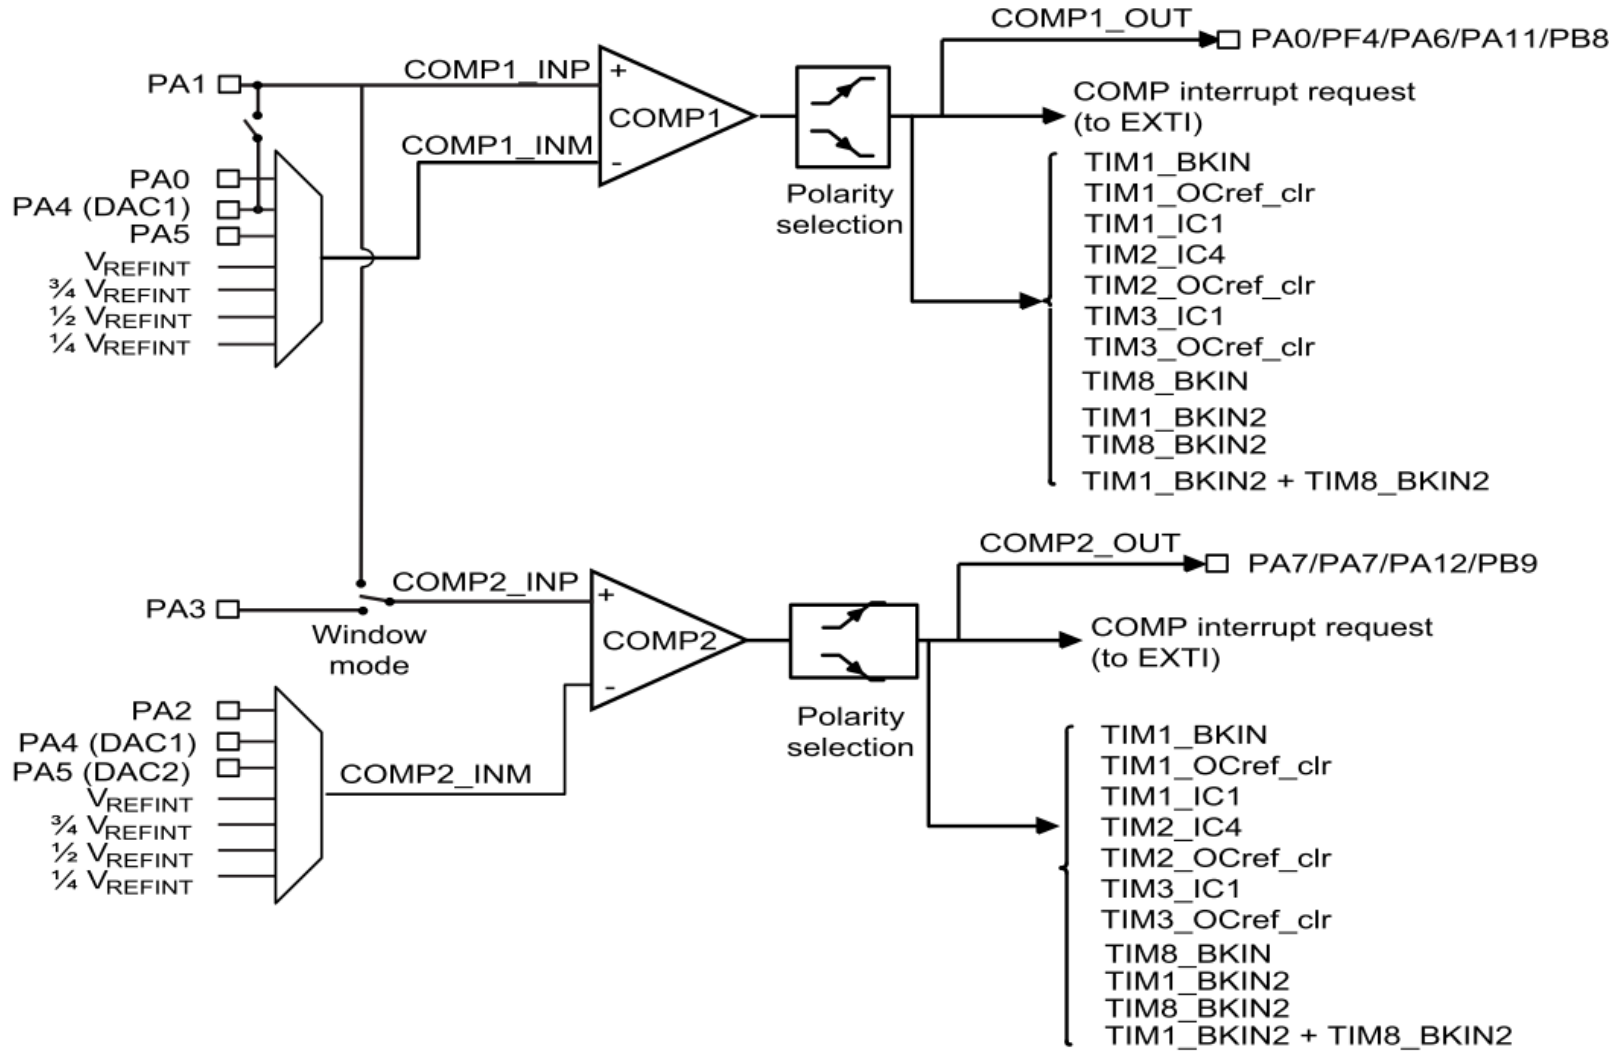 COMP1_OUT
PA0/PF4/PA6/PA11/PB8
PA1
COMP1_INP
+
COMP1
COMP interrupt request
(to EXTI)
COMP1_INM
-
Polarity
selection
PA0
PA4 (DAC1)
PA5
VREFINT
¾ VREFINT
½ VREFINT
¼ VREFINT
TIM1_BKIN
TIM1_OCref_clr
TIM1_IC1
TIM2_IC4
TIM2_OCref_clr
TIM3_IC1
TIM3_OCref_clr
TIM8_BKIN
TIM1_BKIN2
TIM8_BKIN2
TIM1_BKIN2 + TIM8_BKIN2
COMP2_OUT
PA7/PA7/PA12/PB9
PA3
COMP2_INP
+
COMP2
COMP interrupt request
(to EXTI)
Window
mode
-
Polarity
selection
PA2
PA4 (DAC1)
PA5 (DAC2)
VREFINT
¾ VREFINT
½ VREFINT
¼ VREFINT
COMP2_INM
TIM1_BKIN
TIM1_OCref_clr
TIM1_IC1
TIM2_IC4
TIM2_OCref_clr
TIM3_IC1
TIM3_OCref_clr
TIM8_BKIN
TIM1_BKIN2
TIM8_BKIN2
TIM1_BKIN2 + TIM8_BKIN2